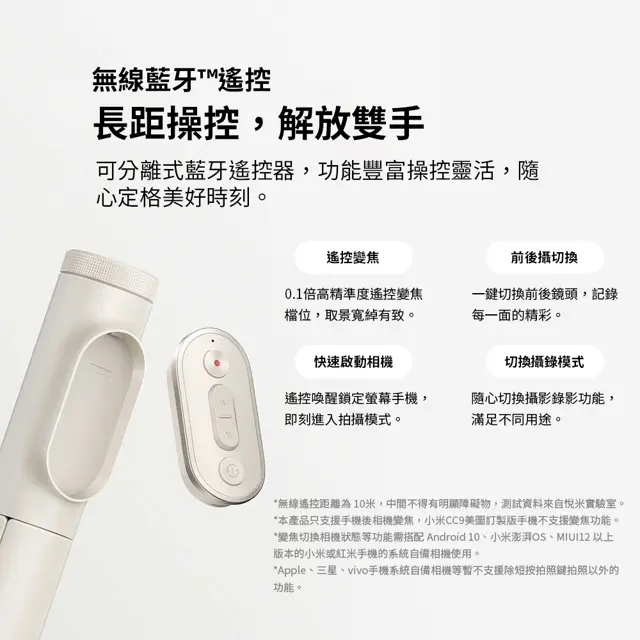 無線藍牙™遙控
長距操控，解放雙手
可分離式藍牙遙控器，功能豐富操控靈活，隨
心定格美好時刻。
遙控變焦
0.1倍高精準度遙控變焦
檔位，取景寬綽有致。
前後攝切換
一鍵切換前後鏡頭，記錄
每一面的精彩。
快速啟動相機
遙控喚醒鎖定螢幕手機，
即刻進入拍攝模式。
切換攝錄模式
隨心切換攝影錄影功能，
滿足不同用途。
*無線遙控距離為 10米，中間不得有明顯障礙物，測試資料來自悅米實驗室。
*本產品只支援手機後相機變焦，小米CC9美圖訂製版手機不支援變焦功能。
*變焦切換相機狀態等功能需搭配 Android 10、小米澎湃OS、MIUI12 以上
版本的小米或紅米手機的系統自備相機使用。
*Apple、三星、vivo手機系統自備相機等暫不支援除短按拍照鍵拍照以外的
功能。